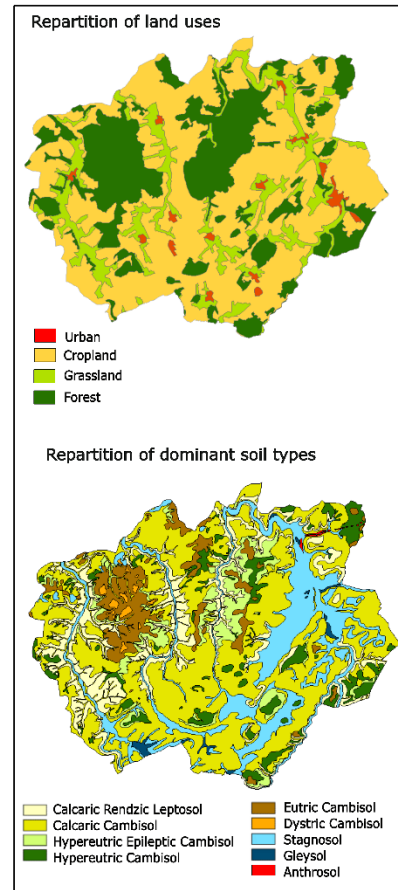 Repartition of land uses
Urban
Cropland
Grassland
Forest
Repartition of dominant soil types
Calcaric Rendzic Leptosol
Calcaric Cambisol
Hypereutric Epileptic Cambisol
Hypereutric Cambisol
Eutric Cambisol
Dystric Cambisol
Stagnosol
Gleysol
Anthrosol